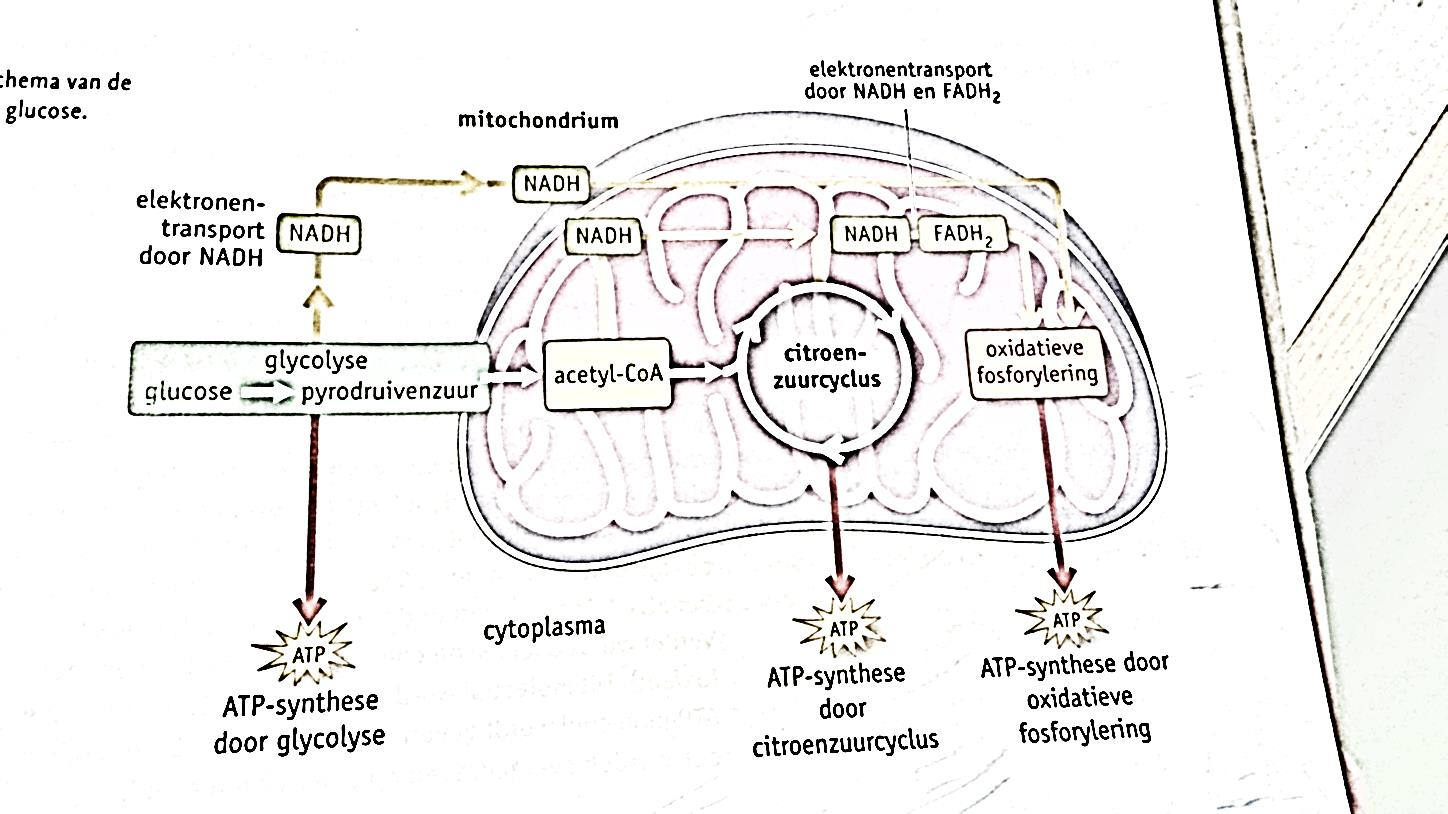 chema van de
glucose.
elektronentransport
door NADH en FADH₂
mitochondrium
NADH
elektronen-
transport
door NADH
NADH
NADH
NADH
FADH₂
glycolyse
glucose
pyrodruivenzuur
acetyl-CoA
citroen-
zuurcyclus
oxidatieve
fosforylering
cytoplasma
ATP
ATP-synthese
door glycolyse
ATP
ATP-synthese
door
citroenzuurcyclus
ATP
ATP-synthese door
oxidatieve
fosforylering